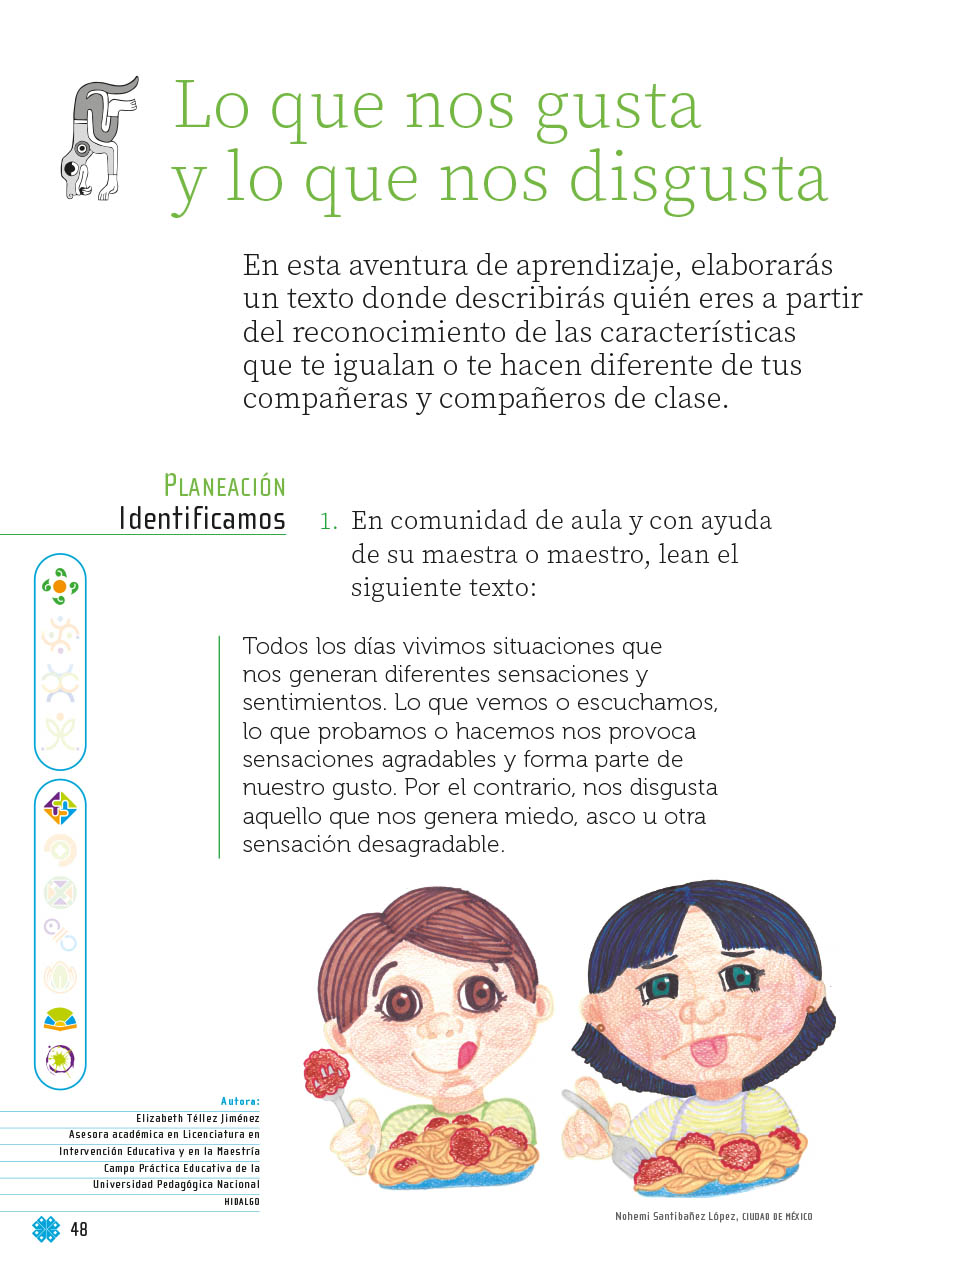 Lo que nos gusta
y lo que nos disgusta
En esta aventura de aprendizaje, elaborarás
un texto donde describirás quién eres a partir
del reconocimiento de las características
que te igualan o te hacen diferente de tus
compañeras y compañeros de clase.
PLANEACIÓN
Identificamos
1. En comunidad de aula y con ayuda
de su maestra o maestro, lean el
siguiente texto:
Todos los días vivimos situaciones que
nos generan diferentes sensaciones y
sentimientos. Lo que vemos o escuchamos,
lo que probamos o hacemos nos provoca
sensaciones agradables y forma parte de
nuestro gusto. Por el contrario, nos disgusta
aquello que nos genera miedo, asco u otra
sensación desagradable.
Autora:
Elizabeth Téllez Jiménez
Asesora académica en Licenciatura en
Intervención Educativa y en la Maestría
Campo Práctica Educativa de la
Universidad Pedagógica Nacional
HIDALGO
Nohemi Santibañez López, CIUDAD DE MÉXICO
48